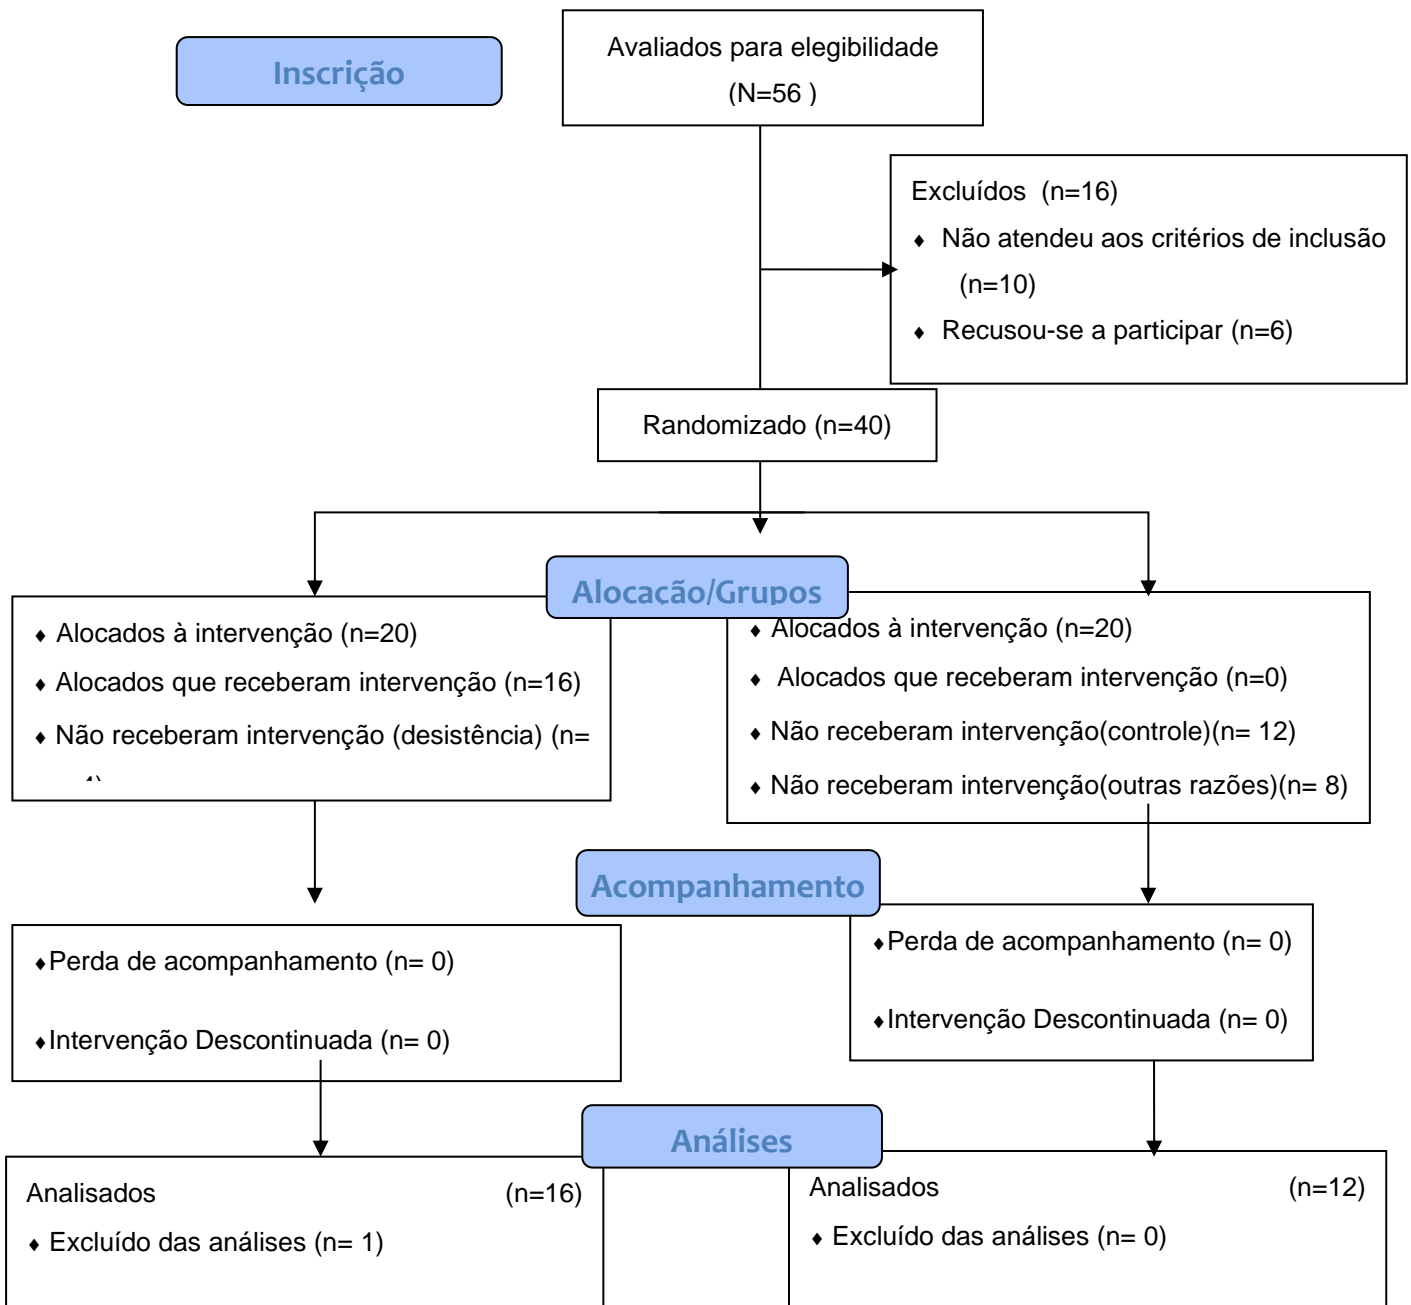 Inscrição
Avaliados para elegibilidade
(N=56 )
Excluídos (n=16)
♦ Não atendeu aos critérios de inclusão
(n=10)
♦ Recusou-se a participar (n=6)
Randomizado (n=40)
Alocação/Grupos
♦ Alocados à intervenção (n=20)
♦ Alocados que receberam intervenção (n=16)
♦ Não receberam intervenção (desistência) (n=
♦ Alocados à intervenção (n=20)
♦ Alocados que receberam intervenção (n=0)
♦ Não receberam intervenção(controle)(n= 12)
♦ Não receberam intervenção(outras razões)(n= 8)
Acompanhamento
♦Perda de acompanhamento (n= 0)
♦Intervenção Descontinuada (n= 0)
♦Perda de acompanhamento (n= 0)
♦Intervenção Descontinuada (n= 0)
Análises
Analisados (n=16)
♦ Excluído das análises (n= 1)
Analisados (n=12)
♦ Excluído das análises (n= 0)